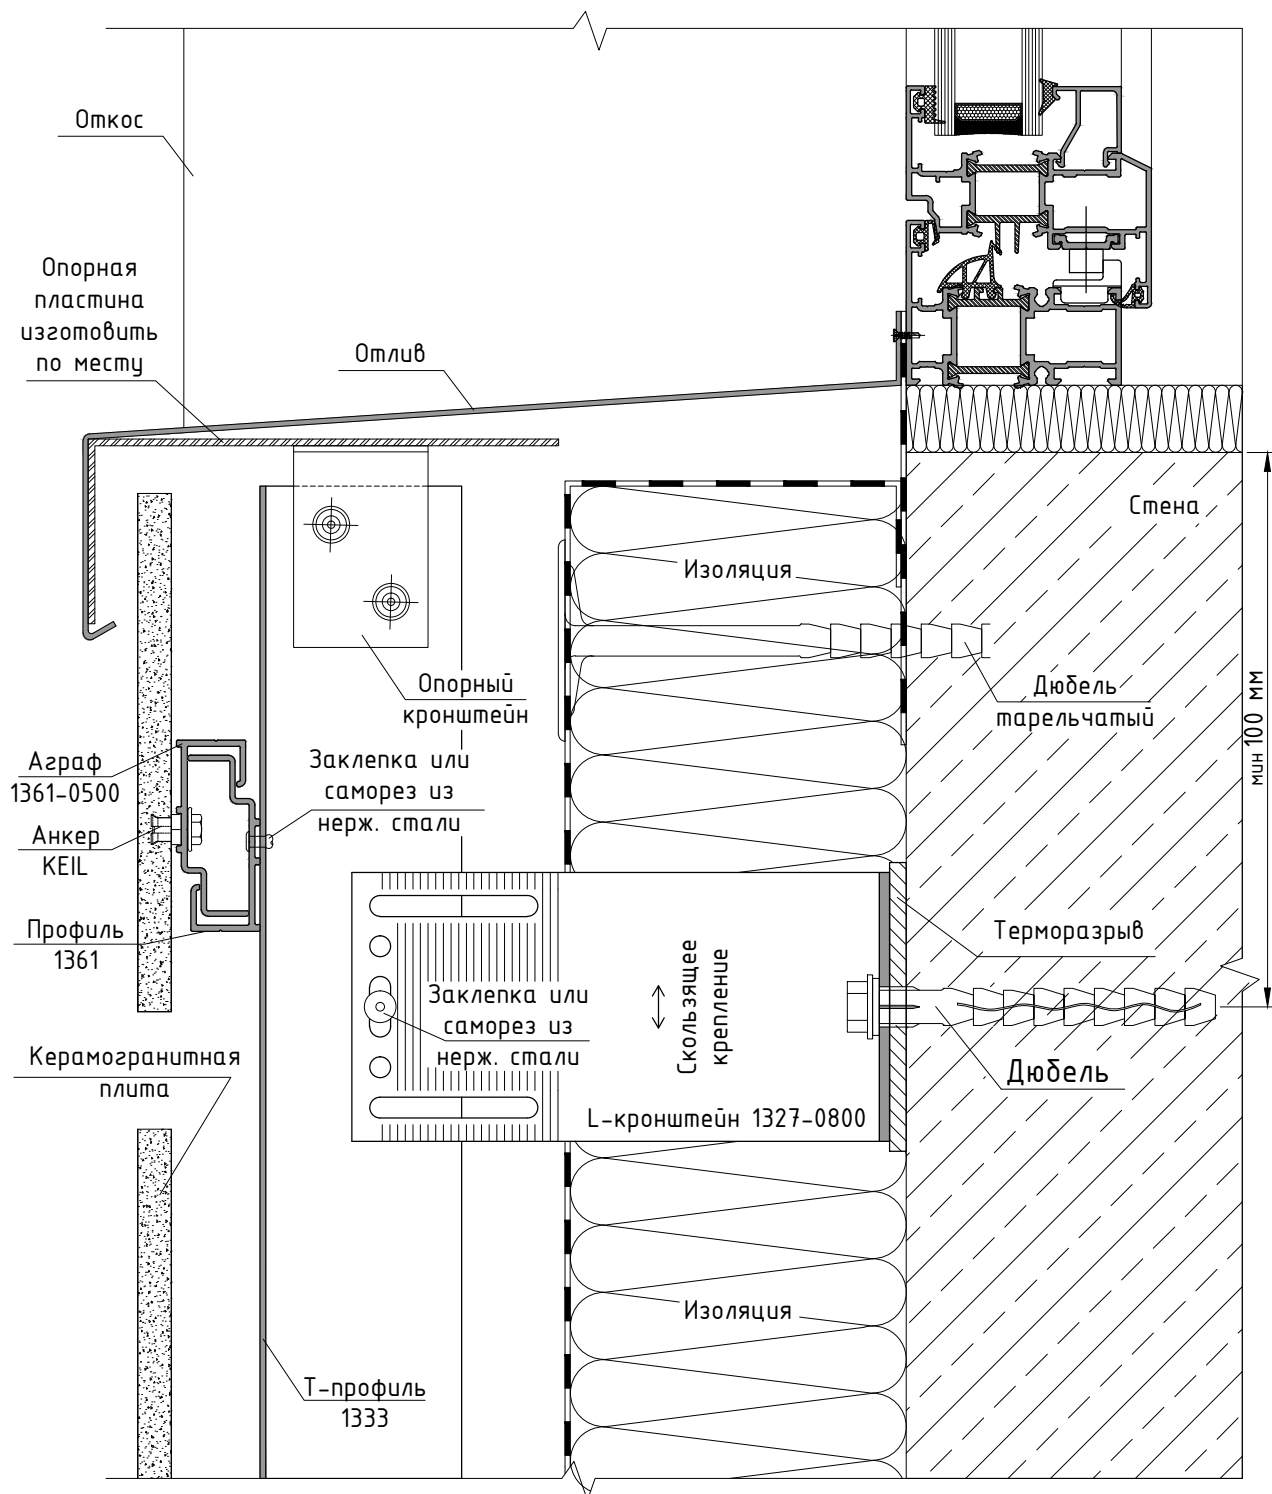 Откос
Опорная
пластина
изготовить
по месту
Отлив
Стена
Изоляция
Опорный
кронштейн
Дюбель
тарельчатый
мин 100 мм
Аграф
1361-0500
Анкер
KEIL
Заклепка или
саморез из
нерж. стали
Профиль
1361
Терморазрыв
Скользящее
крепление
Заклепка или
саморез из
нерж. стали
Керамогранитная
плита
Дюбель
L-кронштейн 1327-0800
Изоляция
Т-профиль
1333